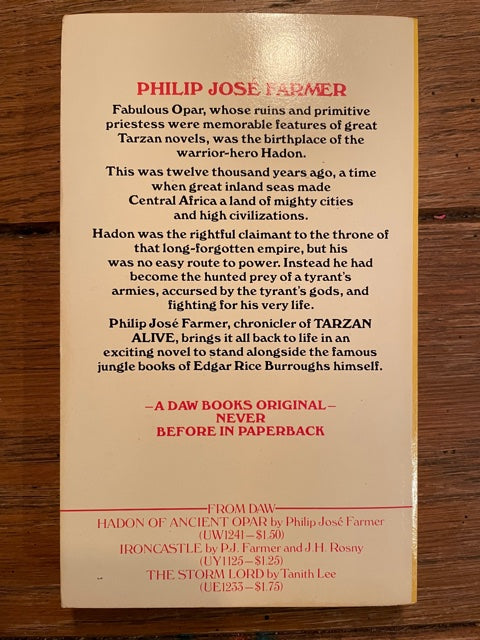 PHILIP JOSÉ FARMER
Fabulous Opar, whose ruins and primitive
priestess were memorable features of great
Tarzan novels, was the birthplace of the
warrior-hero Hadon.
This was twelve thousand years ago, a time
when great inland seas made
Central Africa a land of mighty cities
and high civilizations.
Hadon was the rightful claimant to the throne of
that long-forgotten empire, but his
was no easy route to power. Instead he had
become the hunted prey of a tyrant's
armies, accursed by the tyrant's gods, and
fighting for his very life.
Philip José Farmer, chronicler of TARZAN
ALIVE, brings it all back to life in an
exciting novel to stand alongside the famous
jungle books of Edgar Rice Burroughs himself.
—A DAW BOOKS ORIGINAL—
NEVER
BEFORE IN PAPERBACK
FROM DAW
HADON OF ANCIENT OPAR by Philip José Farmer
(UW1241—$1.50)
IRONCASTLE by P.J. Farmer and J.H. Rosny
(UY1125—$1.25)
THE STORM LORD by Tanith Lee
(UE1233—$1.75)